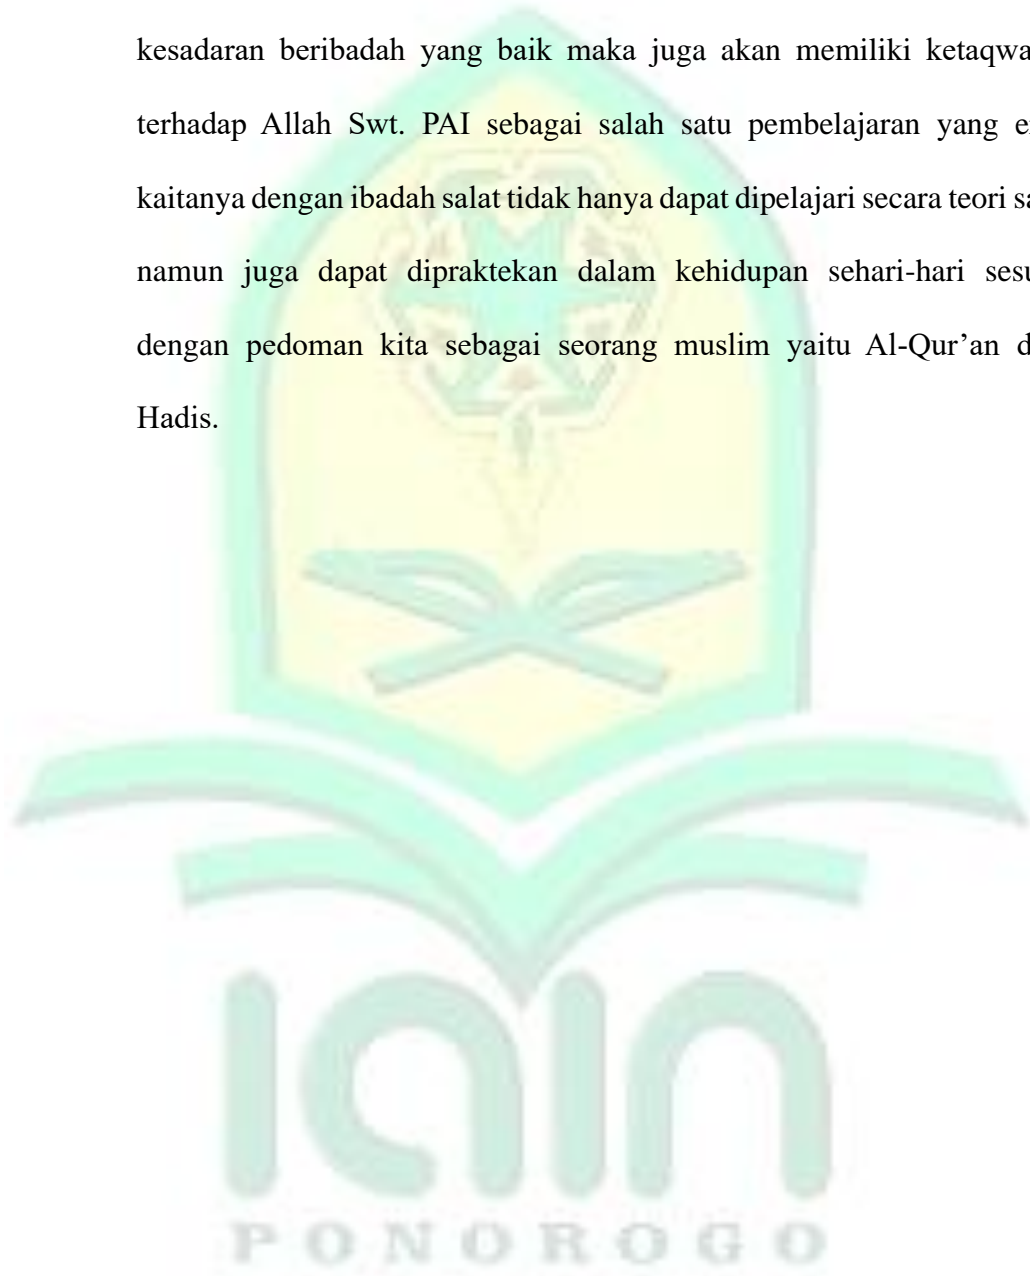 kesadaran beribadah yang baik maka juga akan memiliki ketaqwa
terhadap Allah Swt. PAI sebagai salah satu pembelajaran yang e
kaitanya dengan ibadah salat tidak hanya dapat dipelajari secara teori sa
namun juga dapat dipraktekan dalam kehidupan sehari-hari sesu
dengan pedoman kita sebagai seorang muslim yaitu Al-Qur’an d
Hadis.
iain
PONOROGO